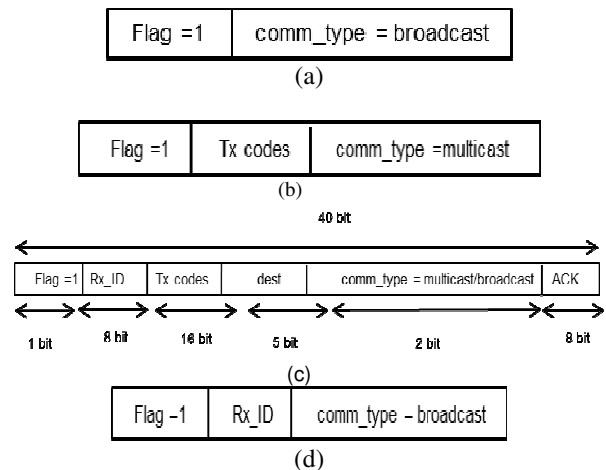 Flag =1 comm_type = broadcast
(a)
Flag =1 Tx codes comm_type =multicast
(b)
40 bit
Flag =1 Rx_ID Tx codes dest comm_type = multicast/broadcast ACK
1 bit 8 bit 16 bit 5 bit 2 bit 8 bit
(c)
Flag –1 Rx_ID comm_type – broadcast
(d)